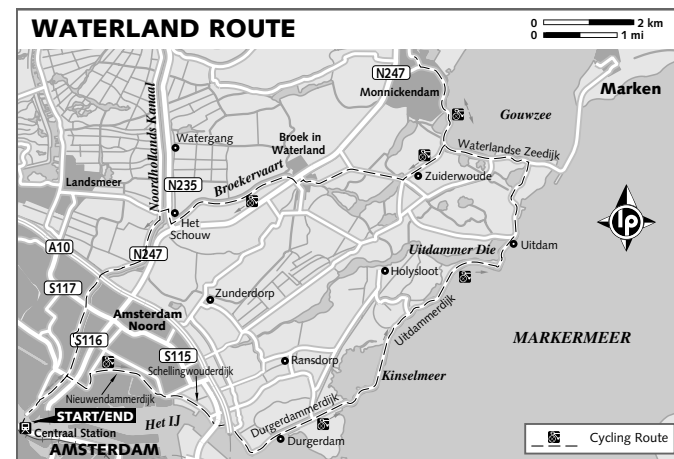 WATERLAND ROUTE
0 2 km
0 1 mi
N247
Monnickendam
Gouwzee
Marken
Noordhollands Kanaal
Watergang
Broek in
Waterland
Waterlandse Zeedijk
Landsmeer
N235
Broekervaart
Zuiderwoude
Het
Schouw
lp
A10
N247
Uitdammer Die
Uitdam
S117
Holysloot
Zunderdorp
Amsterdam
Noord
Uitdammerdijk
MARKERMEER
S116
S115
Schellingwouderdijk
Ransdorp
Kinselmeer
Nieuwendammerdijk
START/END
Het IJ
Durgerdammerdijk
Centraal Station
Durgerdam
AMSTERDAM
Cycling Route